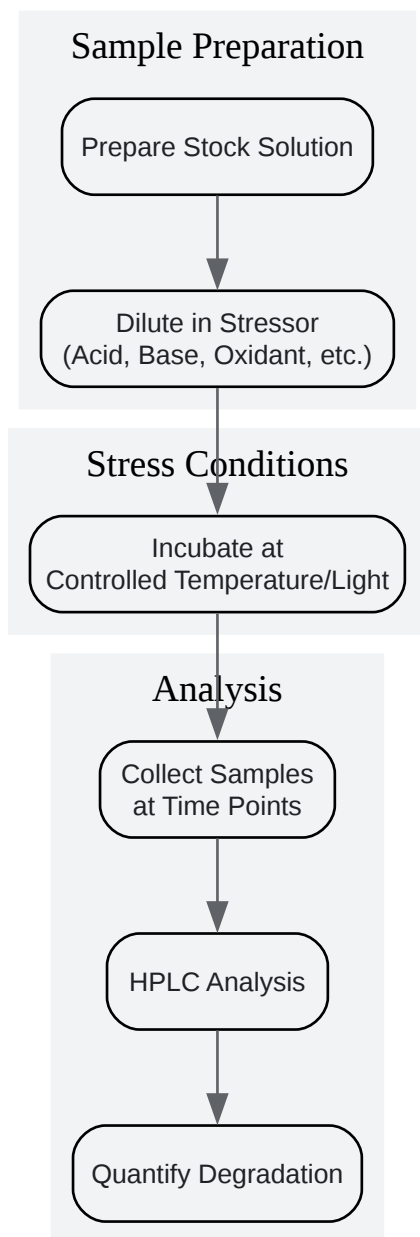 Sample Preparation
Prepare Stock Solution
Dilute in Stressor
(Acid, Base, Oxidant, etc.)
Stress Conditions
Incubate at
Controlled Temperature/Light
Analysis
Collect Samples
at Time Points
HPLC Analysis
Quantify Degradation